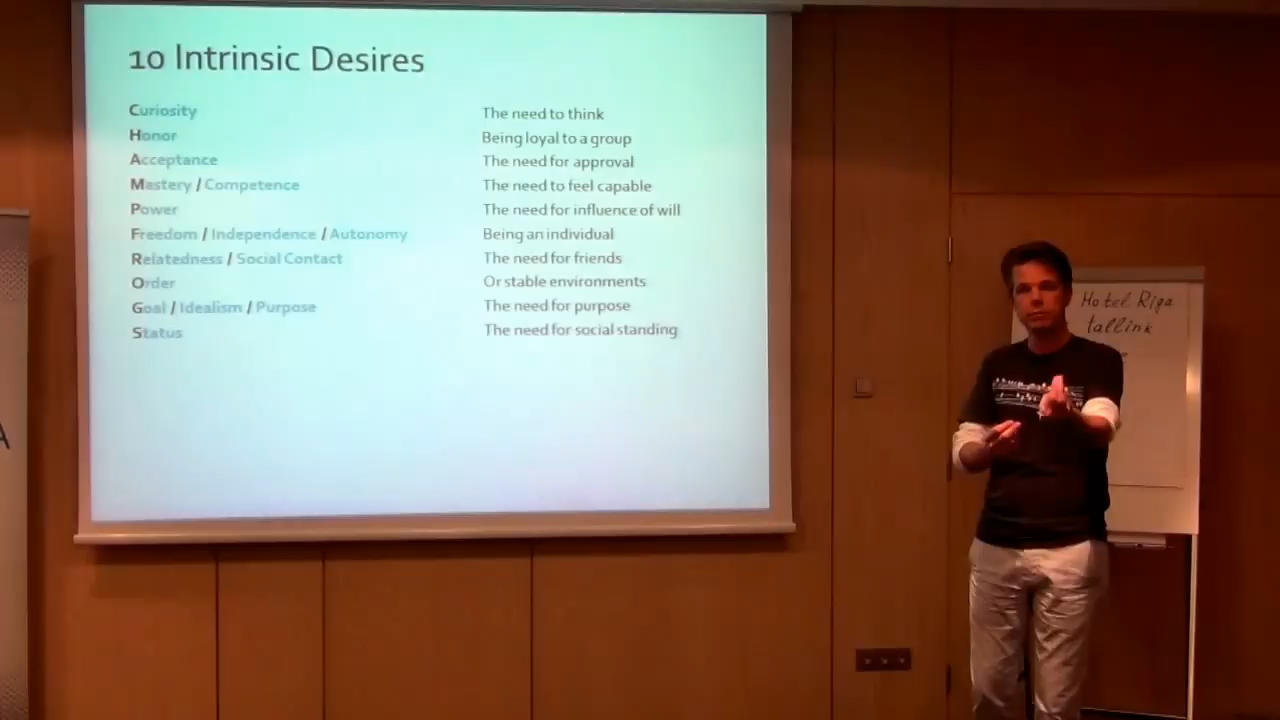 10 Intrinsic Desires
Curiosity The need to think
Honor Being loyal to a group
Acceptance The need for approval
Mastery / Competence The need to feel capable
Power The need for influence of will
Freedom / Independence / Autonomy Being an individual
Relatedness / Social Contact The need for friends
Order Or stable environments
Goal / Idealism / Purpose The need for purpose
Status The need for social standing
Hotel Riga
tallink
A